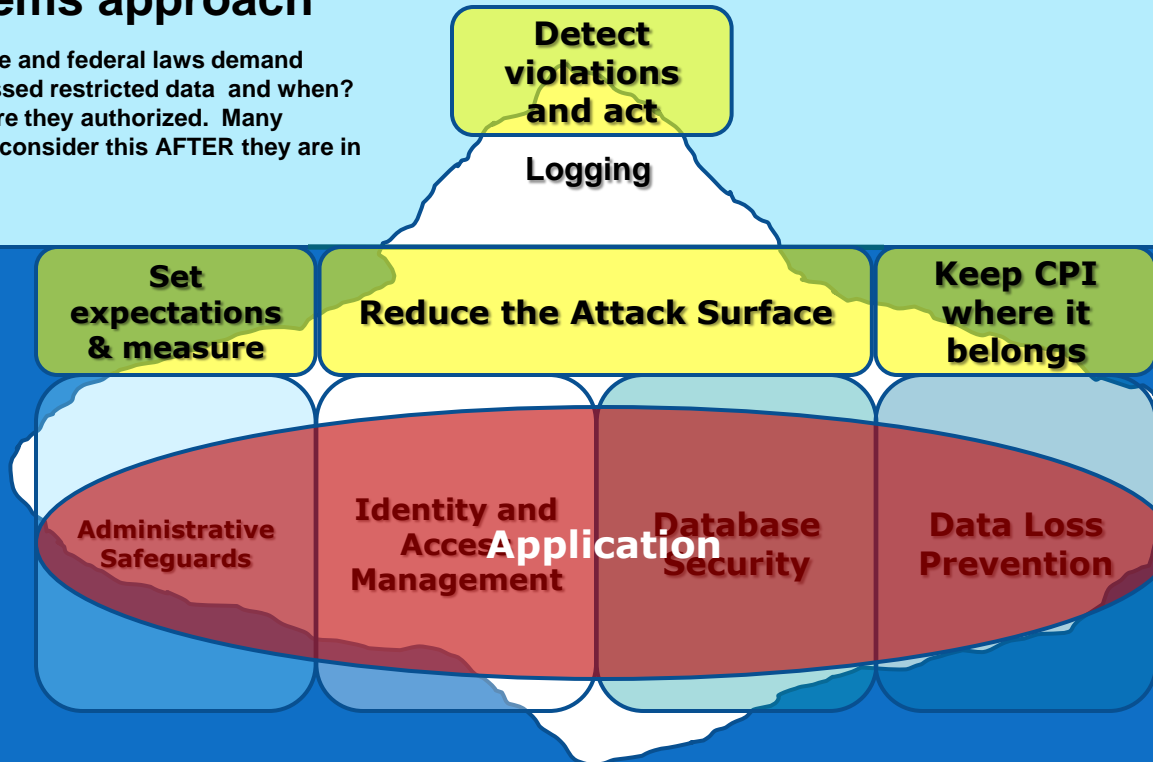 ems approach
e and federal laws demand
ssed restricted data and when?
re they authorized. Many
consider this AFTER they are in
Detect
violations
and act
Logging
Set
expectations
& measure
Reduce the Attack Surface
Keep CPI
where it
belongs
Administrative
Safeguards
Identity and
Access
Management
Application
Database
Security
Data Loss
Prevention